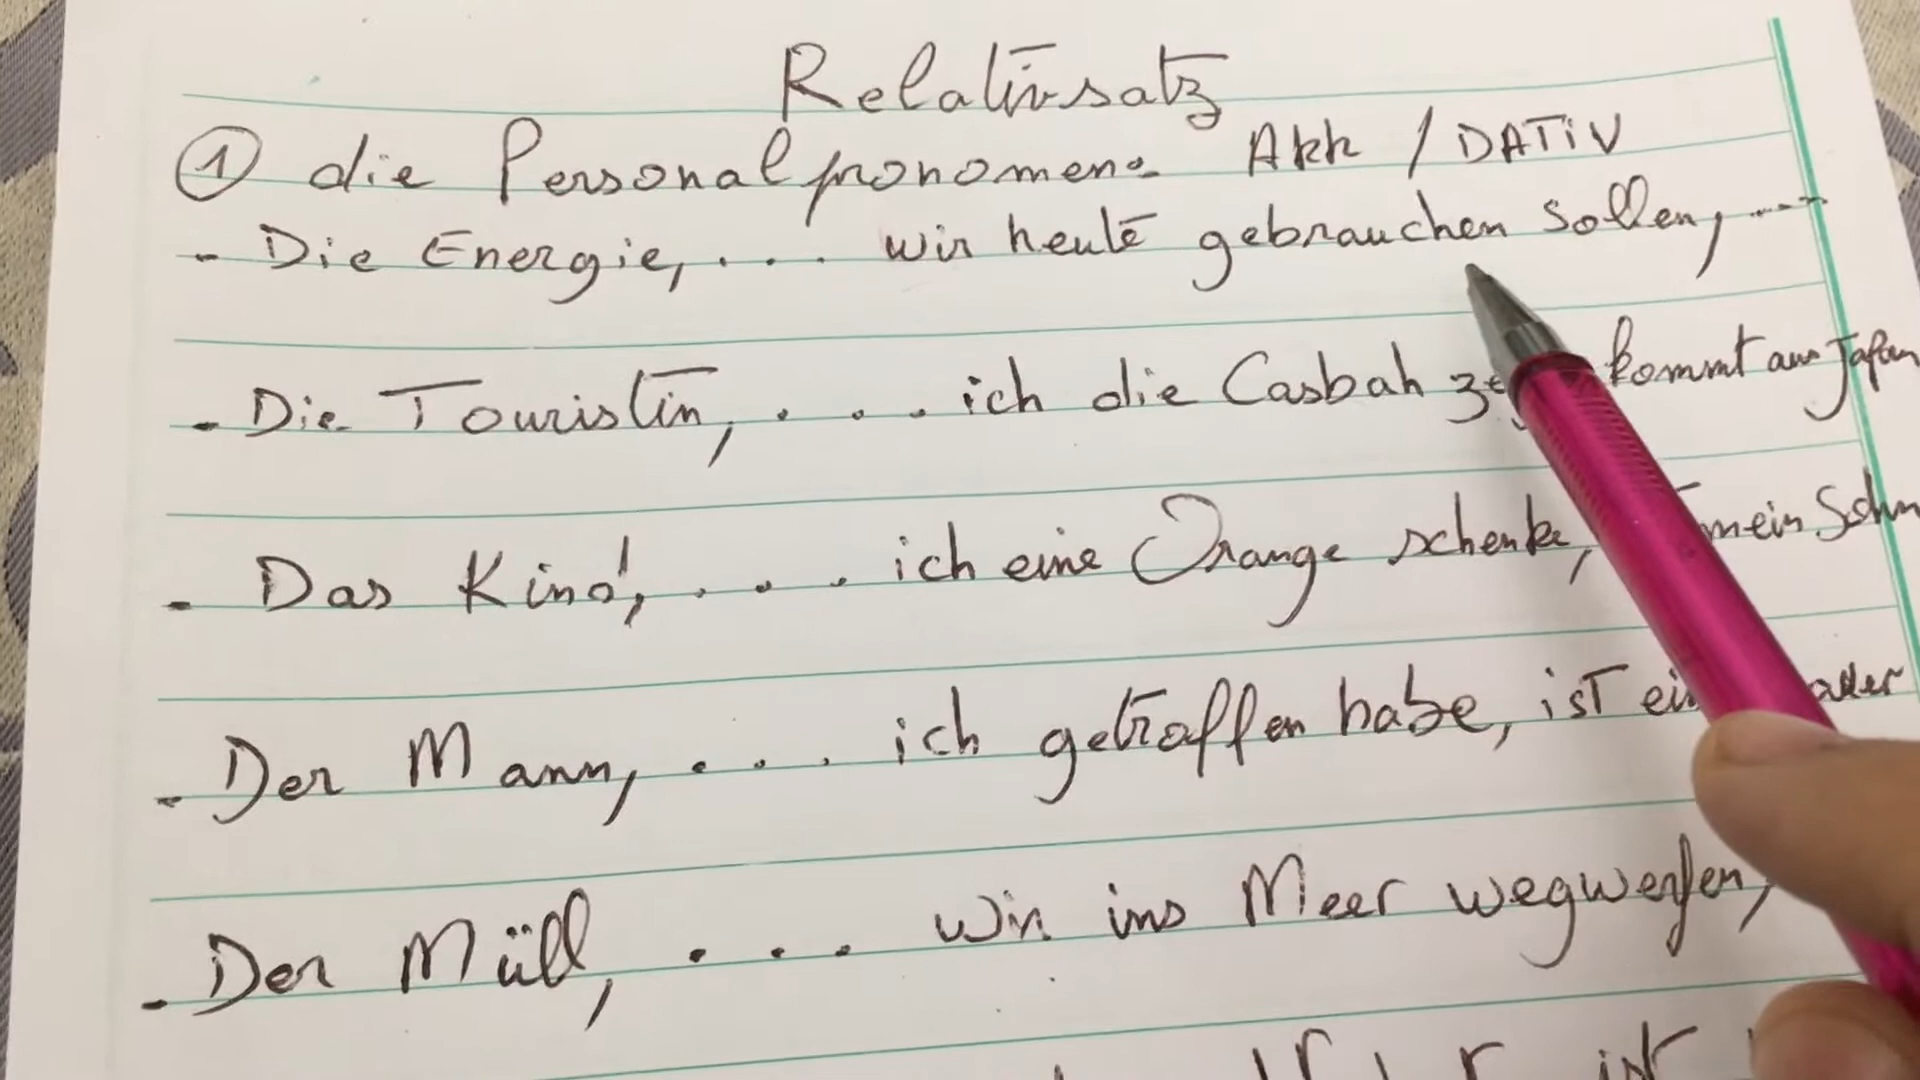 Relativsatz
① die Personalpronomen. Akk / DATiV
- Die Energie, ... wir heute gebrauchen sollen, ...
- Die Touristin, ... ich die Casbah kommt aus Japan
- Das Kind, ... ich eine Orange schenke, mein Sohn
- Der Mann, ... ich getroffen habe, ist
- Der Müll, ... wir ins Meer wegwerfen,
ist